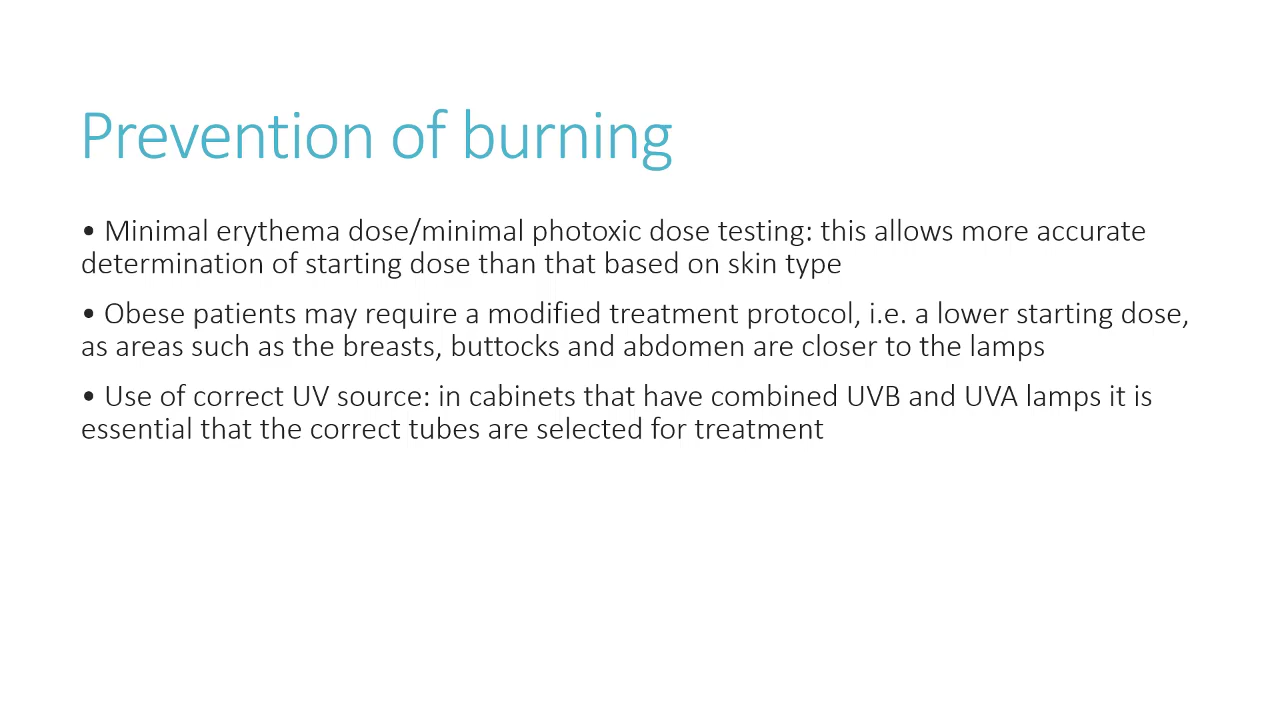 Prevention of burning
• Minimal erythema dose/minimal photoxic dose testing: this allows more accurate
determination of starting dose than that based on skin type
• Obese patients may require a modified treatment protocol, i.e. a lower starting dose,
as areas such as the breasts, buttocks and abdomen are closer to the lamps
• Use of correct UV source: in cabinets that have combined UVB and UVA lamps it is
essential that the correct tubes are selected for treatment